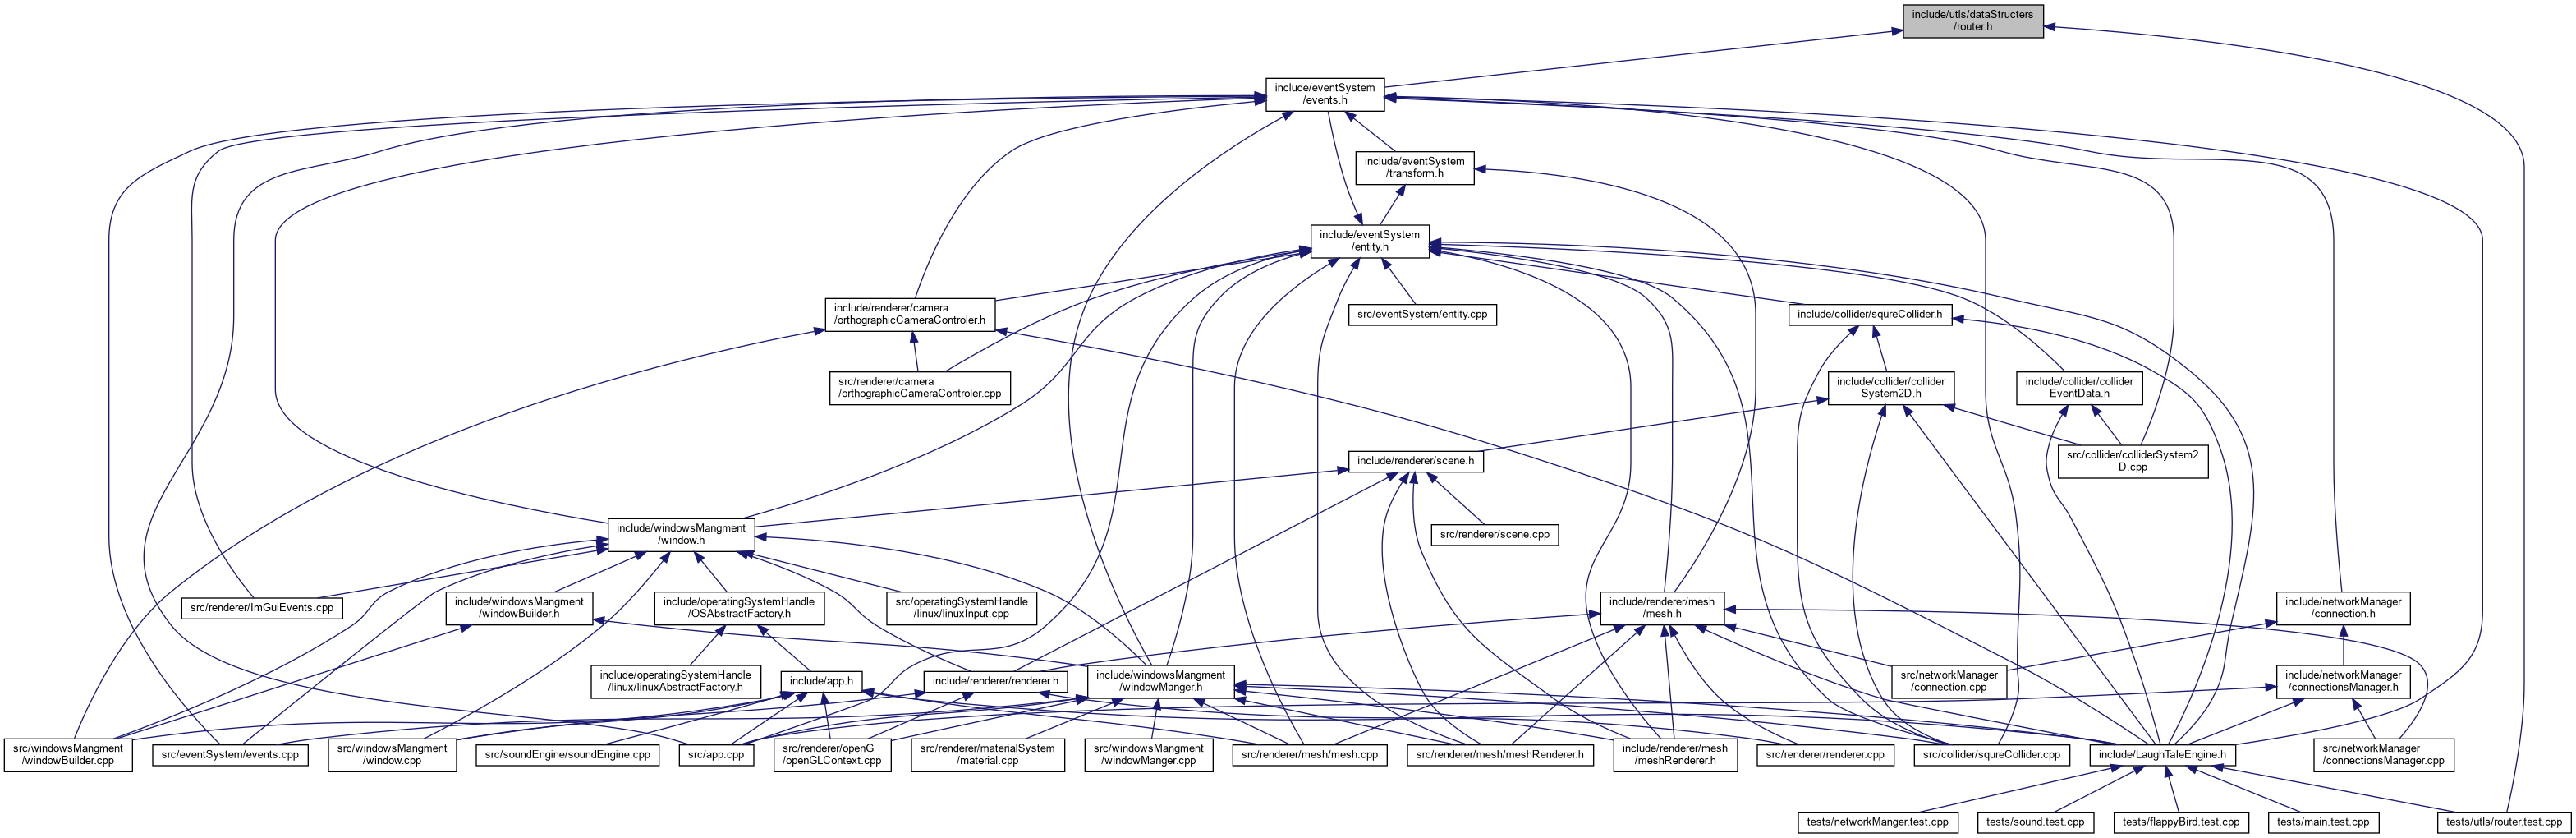 include/utls/dataStructers
/router.h
include/eventSystem
/events.h
include/eventSystem
/transform.h
include/eventSystem
/entity.h
include/renderer/camera
/orthographicCameraControler.h
src/eventSystem/entity.cpp
include/collider/squreCollider.h
src/renderer/camera
/orthographicCameraControler.cpp
include/collider/collider
System2D.h
include/collider/collider
EventData.h
include/renderer/scene.h
src/collider/colliderSystem2
D.cpp
include/windowsMangment
/window.h
src/renderer/scene.cpp
src/renderer/ImGuiEvents.cpp
include/windowsMangment
/windowBuilder.h
include/operatingSystemHandle
/OSAbstractFactory.h
src/operatingSystemHandle
/linux/linuxInput.cpp
include/renderer/mesh
/mesh.h
include/networkManager
/connection.h
include/operatingSystemHandle
/linux/linuxAbstractFactory.h
include/app.h
include/renderer/renderer.h
include/windowsMangment
/windowManger.h
src/networkManager
/connection.cpp
include/networkManager
/connectionsManager.h
src/windowsMangment
/windowBuilder.cpp
src/eventSystem/events.cpp
src/windowsMangment
/window.cpp
src/soundEngine/soundEngine.cpp
src/app.cpp
src/renderer/openGl
/openGLContext.cpp
src/renderer/materialSystem
/material.cpp
src/windowsMangment
/windowManger.cpp
src/renderer/mesh/mesh.cpp
src/renderer/mesh/meshRenderer.h
include/renderer/mesh
/meshRenderer.h
src/renderer/renderer.cpp
src/collider/squreCollider.cpp
include/LaughTaleEngine.h
src/networkManager
/connectionsManager.cpp
tests/networkManger.test.cpp
tests/sound.test.cpp
tests/flappyBird.test.cpp
tests/main.test.cpp
tests/utls/router.test.cpp